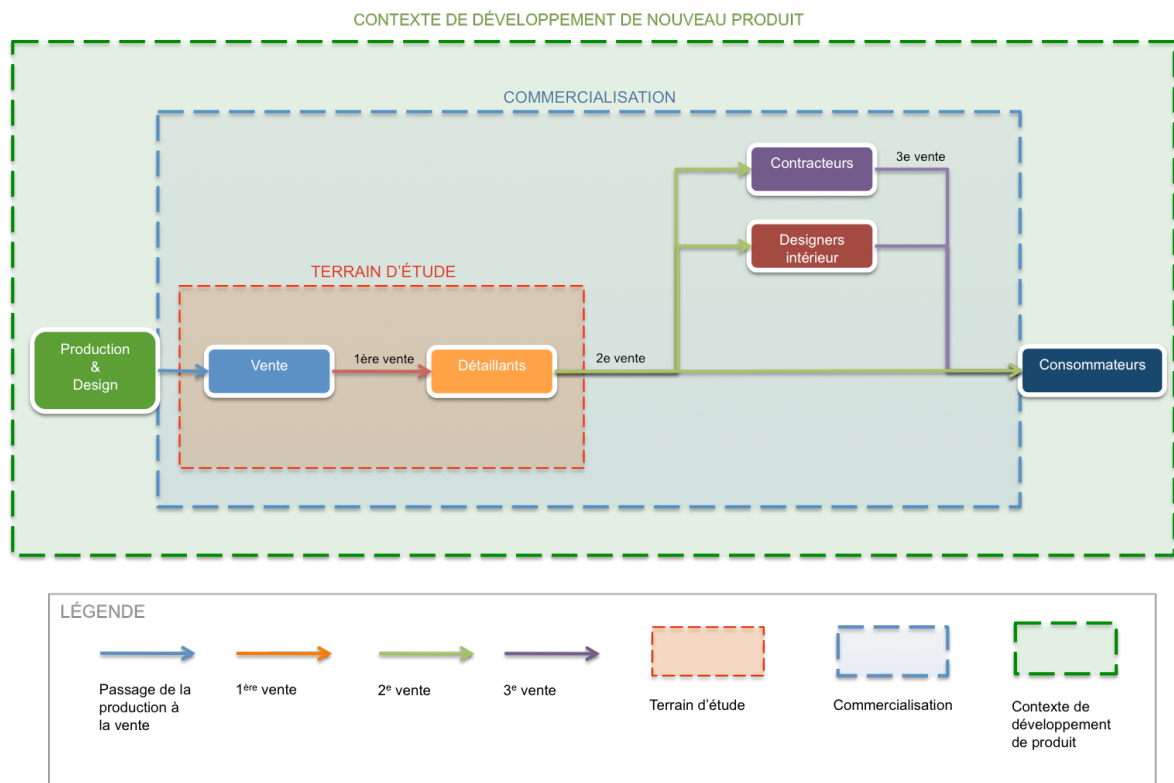 CONTEXTE DE DÉVELOPPEMENT DE NOUVEAU PRODUIT
COMMERCIALISATION
Contracteurs
3e vente
Designers
intérieur
TERRAIN D'ÉTUDE
Production
&
Design
Vente
1ère vente
Détaillants
2e vente
Consommateurs
LÉGENDE
Passage de la
production à
la vente
1ère vente
2e vente
3e vente
Terrain d'étude
Commercialisation
Contexte de
développement
de produit